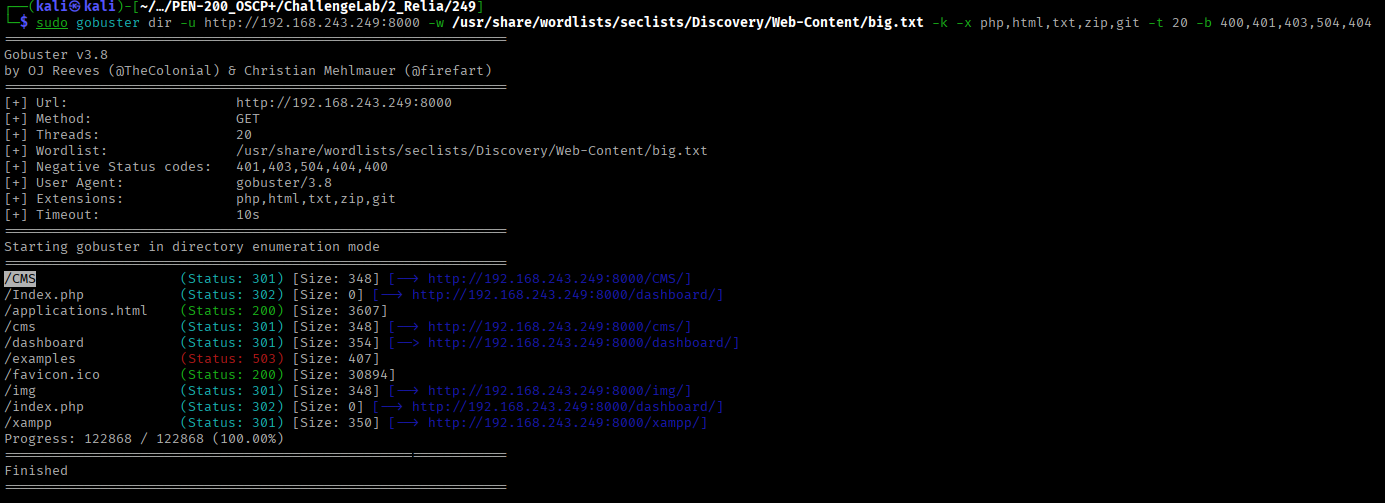 ┌──(kali㉿kali)-[~/…/PEN-200_OSCP+/ChallengeLab/2_Relia/249]
└─$ sudo gobuster dir -u http://192.168.243.249:8000 -w /usr/share/wordlists/seclists/Discovery/Web-Content/big.txt -k -x php,html,txt,zip,git -t 20 -b 400,401,403,504,404
===============================================================
Gobuster v3.8
by OJ Reeves (@TheColonial) & Christian Mehlmauer (@firefart)
===============================================================
[+] Url:                     http://192.168.243.249:8000
[+] Method:                  GET
[+] Threads:                 20
[+] Wordlist:                /usr/share/wordlists/seclists/Discovery/Web-Content/big.txt
[+] Negative Status codes:   401,403,504,404,400
[+] User Agent:              gobuster/3.8
[+] Extensions:              php,html,txt,zip,git
[+] Timeout:                 10s
===============================================================
Starting gobuster in directory enumeration mode
===============================================================
/CMS                  (Status: 301) [Size: 348] [--> http://192.168.243.249:8000/CMS/]
/Index.php            (Status: 302) [Size: 0] [--> http://192.168.243.249:8000/dashboard/]
/applications.html    (Status: 200) [Size: 3607]
/cms                  (Status: 301) [Size: 348] [--> http://192.168.243.249:8000/cms/]
/dashboard            (Status: 301) [Size: 354] [--> http://192.168.243.249:8000/dashboard/]
/examples             (Status: 503) [Size: 407]
/favicon.ico          (Status: 200) [Size: 30894]
/img                  (Status: 301) [Size: 348] [--> http://192.168.243.249:8000/img/]
/index.php            (Status: 302) [Size: 0] [--> http://192.168.243.249:8000/dashboard/]
/xampp                (Status: 301) [Size: 350] [--> http://192.168.243.249:8000/xampp/]
Progress: 122868 / 122868 (100.00%)
===============================================================
Finished
===============================================================